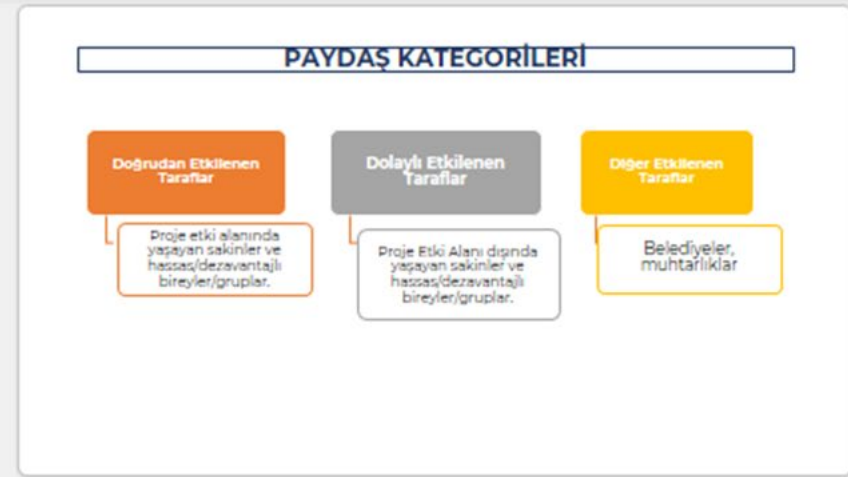 PAYDAŞ KATEGORİLERİ
Doğrudan Etkilenen
Taraflar
Proje etki alanında
yaşayan sakinler ve
hassas/dezavantajlı
bireyler/gruplar.
Dolaylı Etkilenen
Taraflar
Proje Etki Alanı dışında
yaşayan sakinler ve
hassas/dezavantajlı
bireyler/gruplar.
Diğer Etkilenen
Taraflar
Belediyeler,
muhtarlıklar